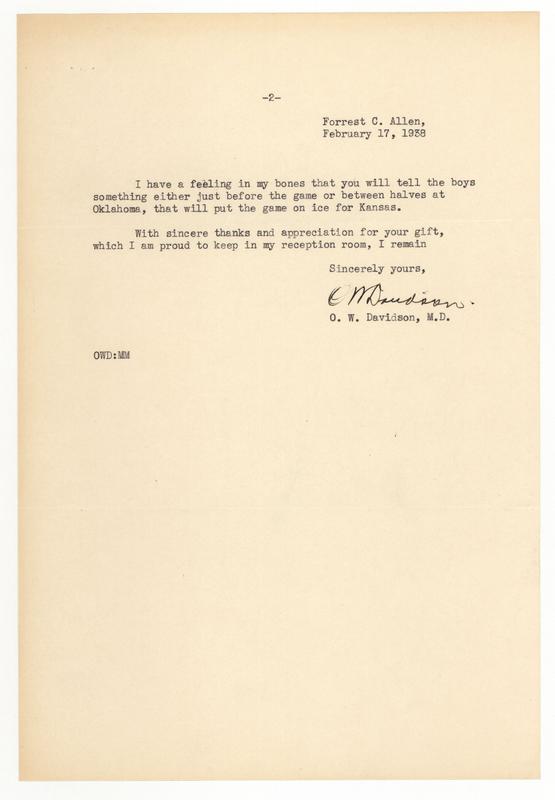 -2-
Forrest C. Allen,
February 17, 1938
I have a feeling in my bones that you will tell the boys
something either just before the game or between halves at
Oklahoma, that will put the game on ice for Kansas.
With sincere thanks and appreciation for your gift,
which I am proud to keep in my reception room, I remain
Sincerely yours,
O W Davidson.
O. W. Davidson, M.D.
OWD:MM